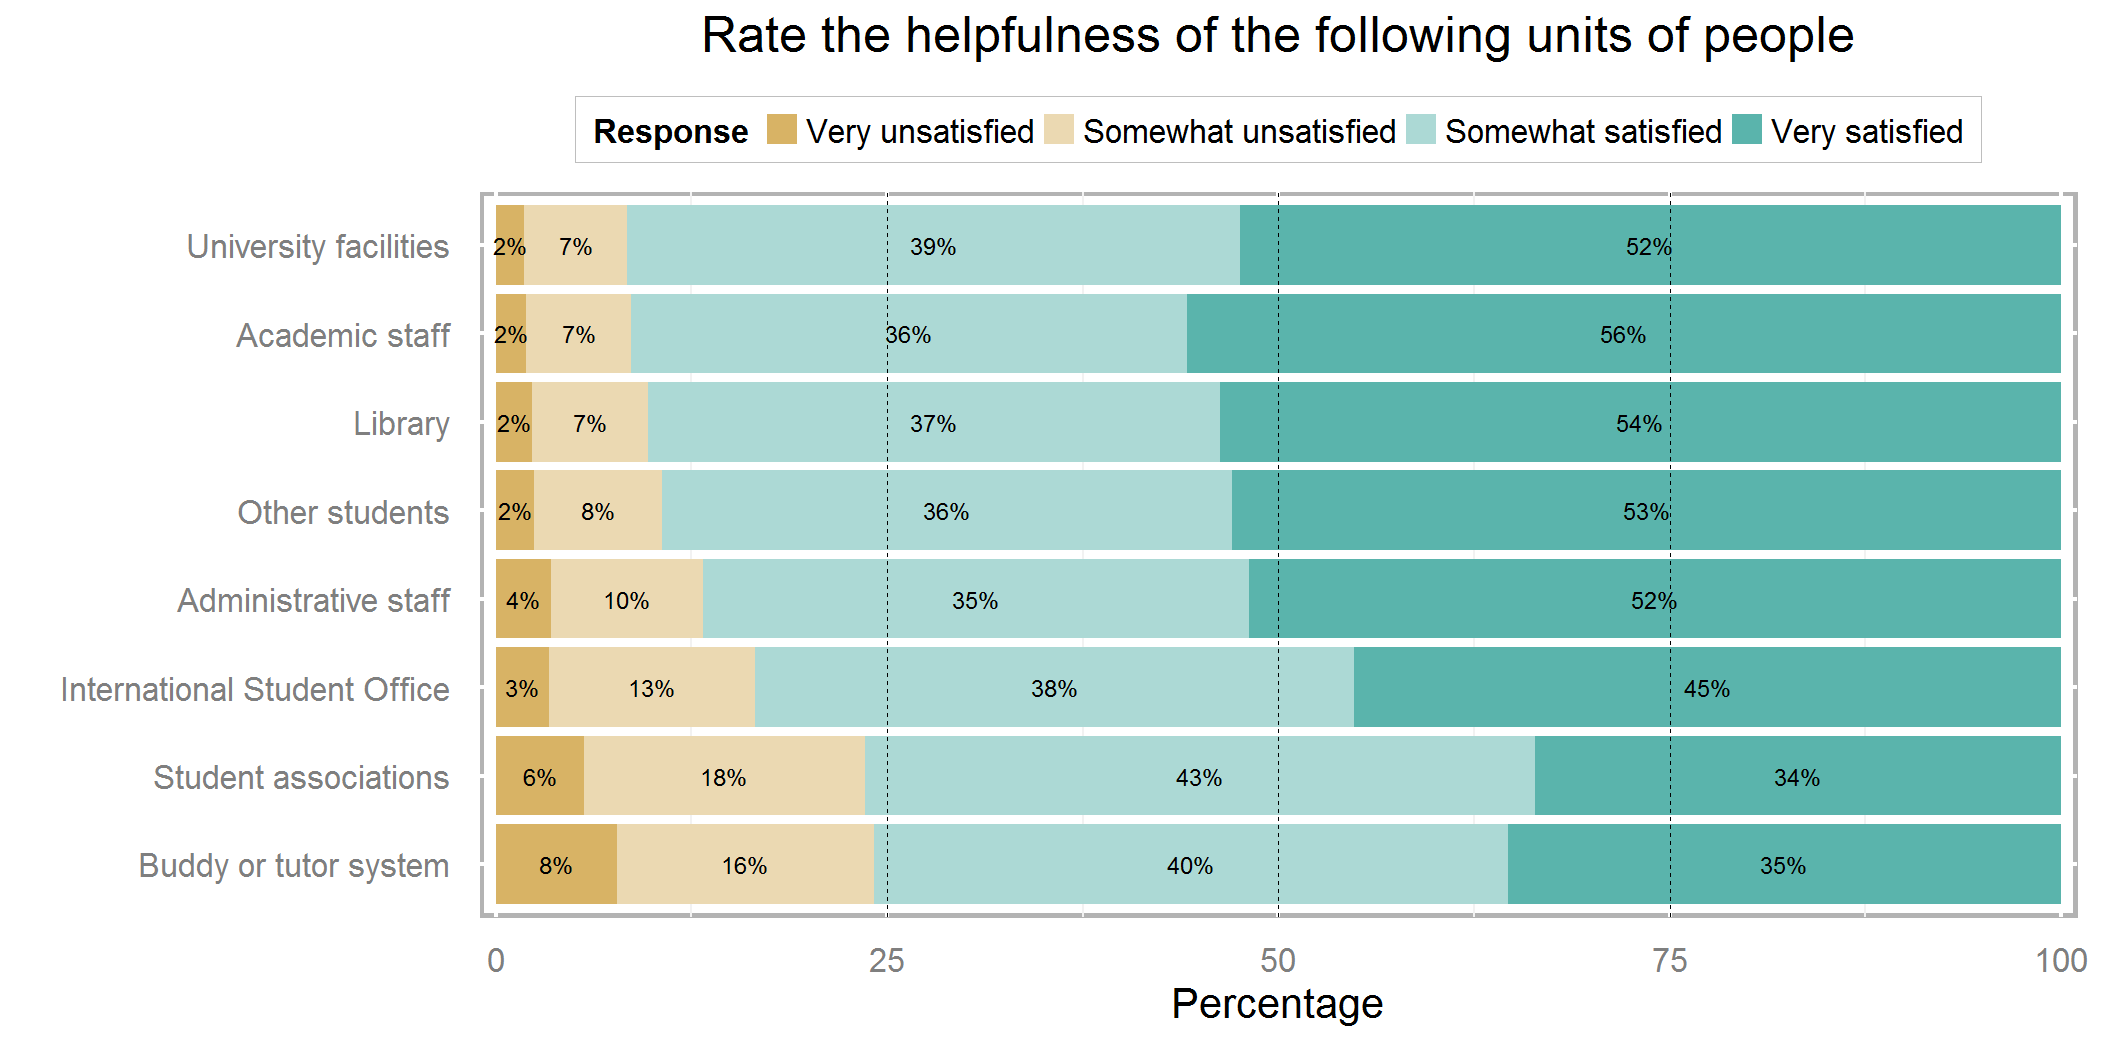 Rate the helpfulness of the following units of people
Response Very unsatisfied Somewhat unsatisfied Somewhat satisfied Very satisfied
University facilities 2% 7% 39% 52%
Academic staff 2% 7% 36% 56%
Library 2% 7% 37% 54%
Other students 2% 8% 36% 53%
Administrative staff 4% 10% 35% 52%
International Student Office 3% 13% 38% 45%
Student associations 6% 18% 43% 34%
Buddy or tutor system 8% 16% 40% 35%
0 25 50 75 100
Percentage